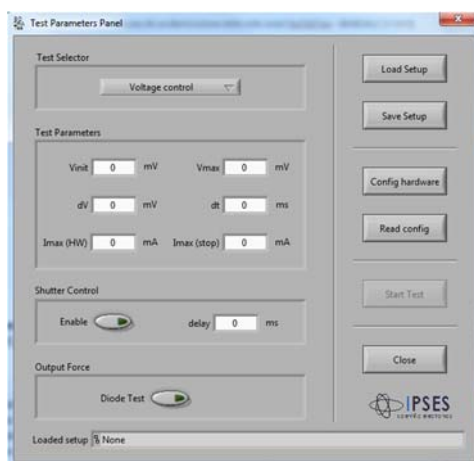 Test Parameters Panel
Test Selector
Voltage control
Test Parameters
Vinit 0 mV Vmax 0 mV
dV 0 mV dt 0 ms
Imax (HW) 0 mA Imax (stop) 0 mA
Shutter Control
Enable delay 0 ms
Output Force
Diode Test
Loaded setup None
Load Setup
Save Setup
Config hardware
Read config
Start Test
Close
IPSES